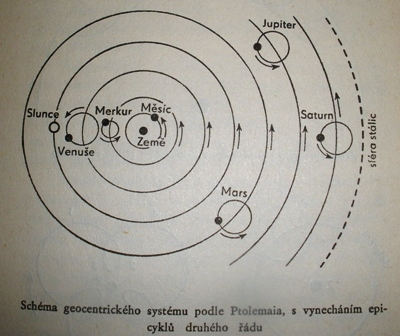 Jupiter
Slunce
Merkur
Měsíc
Saturn
Země
Venuše
sféra stálic
Mars
Schéma geocentrického systému podle Ptolemaia, s vynecháním epi-
cyklů druhého řádu